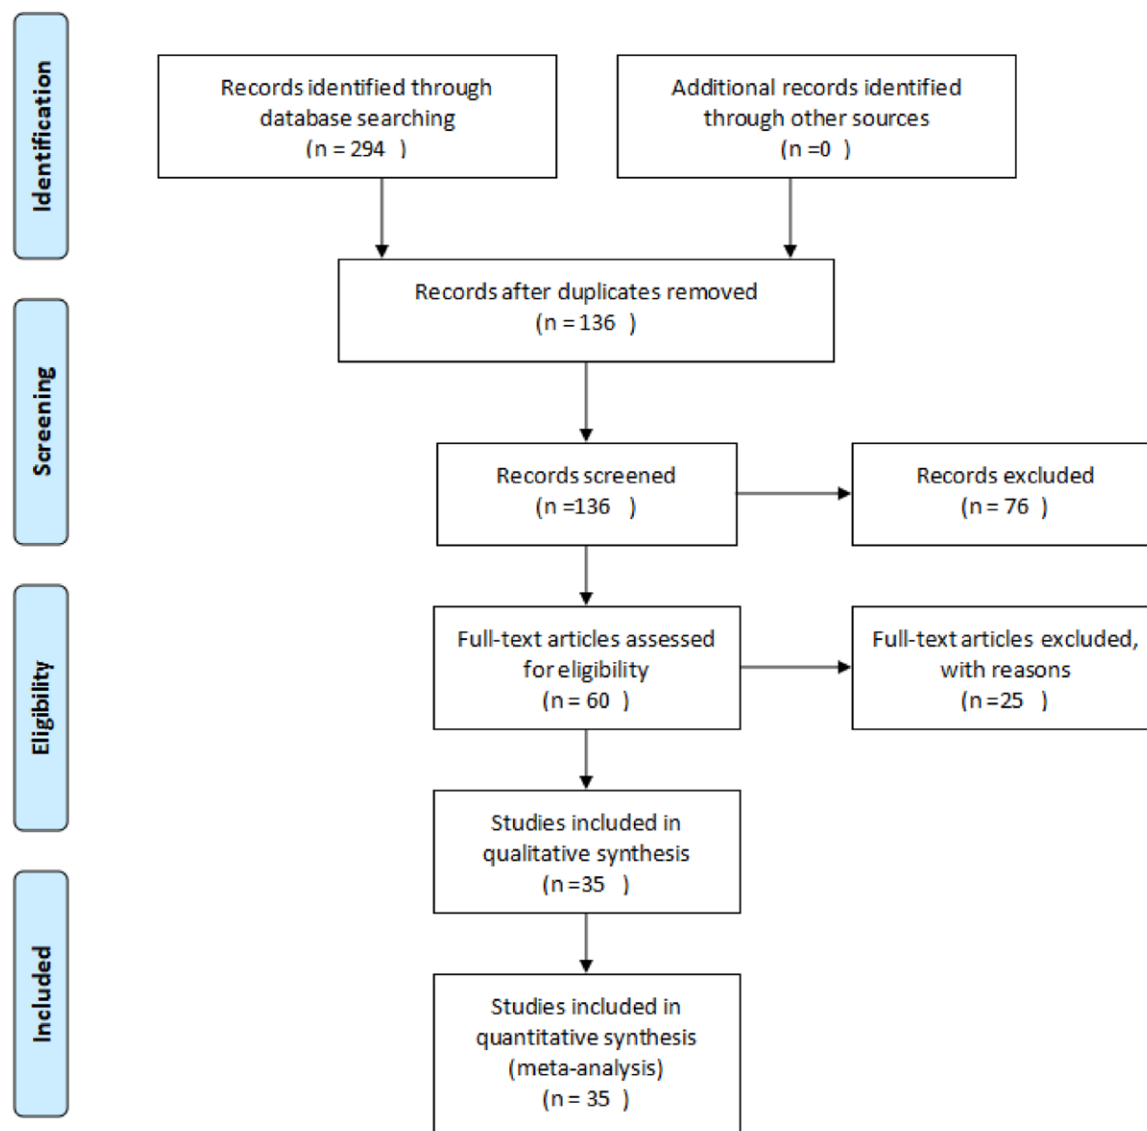 Identification
Records identified through
database searching
(n = 294 )
Additional records identified
through other sources
(n =0 )
Records after duplicates removed
(n = 136 )
Screening
Records screened
(n =136 )
Records excluded
(n = 76 )
Eligibility
Full-text articles assessed
for eligibility
(n = 60 )
Full-text articles excluded,
with reasons
(n =25 )
Studies included in
qualitative synthesis
(n =35 )
Included
Studies included in
quantitative synthesis
(meta-analysis)
(n = 35 )